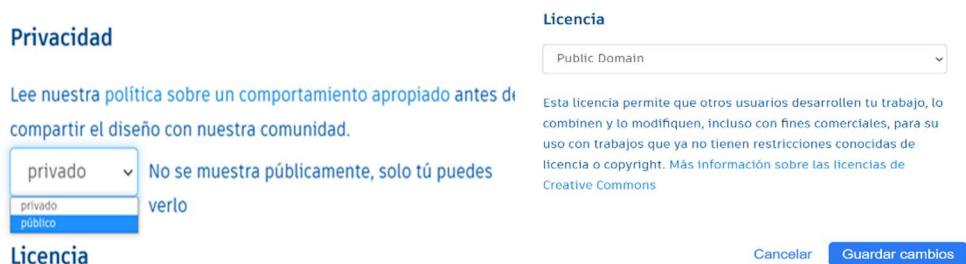 Privacidad
Lee nuestra política sobre un comportamiento apropiado antes de
compartir el diseño con nuestra comunidad.
privado No se muestra públicamente, solo tú puedes
verlo
privado
público
Licencia
Licencia
Public Domain
Esta licencia permite que otros usuarios desarrollen tu trabajo, lo
combinen y lo modifiquen, incluso con fines comerciales, para su
uso con trabajos que ya no tienen restricciones conocidas de
licencia o copyright. Más información sobre las licencias de
Creative Commons
Cancelar Guardar cambios